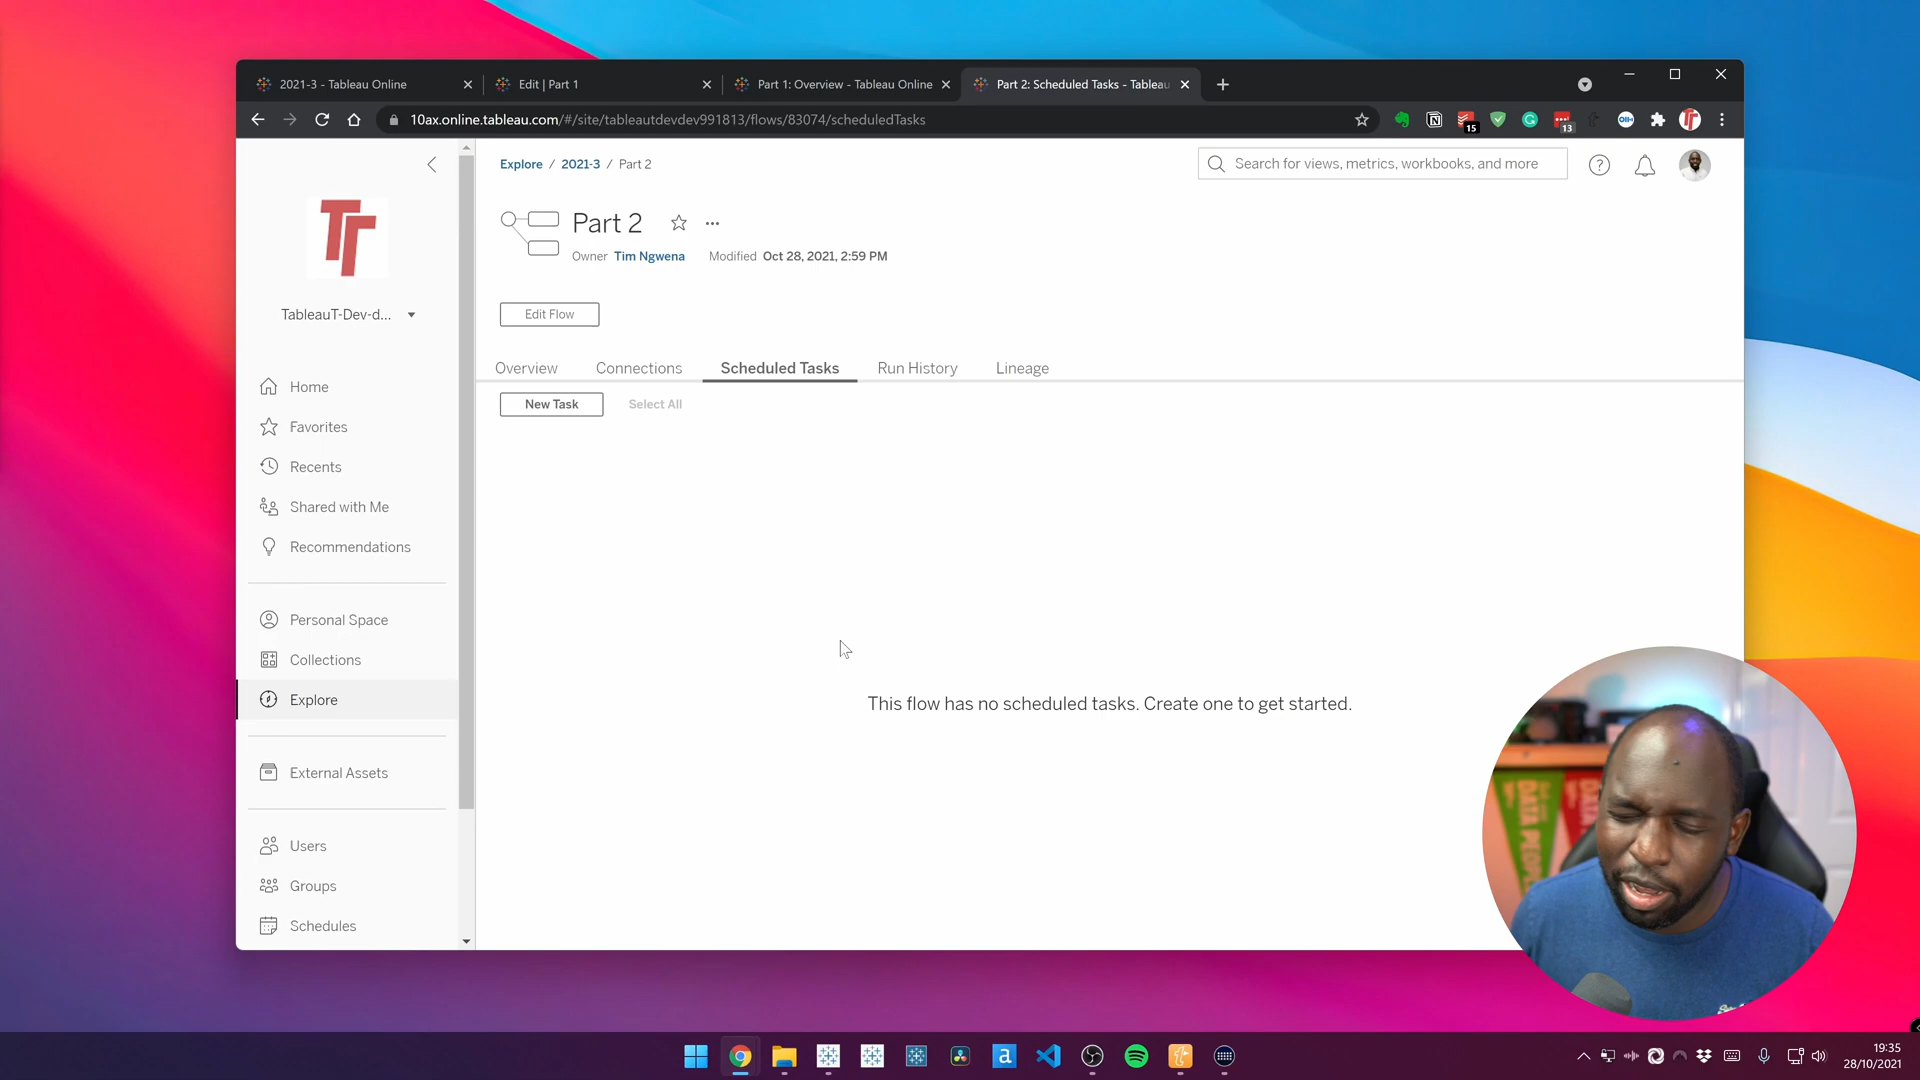 2021-3 - Tableau Online
Edit | Part 1
Part 1: Overview - Tableau Online
Part 2: Scheduled Tasks - Tableau
10ax.online.tableau.com/#/site/tableautdevdev991813/flows/83074/scheduledTasks
15
13
Explore / 2021-3 / Part 2
Search for views, metrics, workbooks, and more
Part 2
Owner Tim Ngwena Modified Oct 28, 2021, 2:59 PM
Edit Flow
TableauT-Dev-d...
Overview Connections Scheduled Tasks Run History Lineage
New Task Select All
Home
Favorites
Recents
Shared with Me
Recommendations
Personal Space
Collections
Explore
External Assets
Users
Groups
Schedules
This flow has no scheduled tasks. Create one to get started.
DATA PEOPLE
19:35
28/10/2021